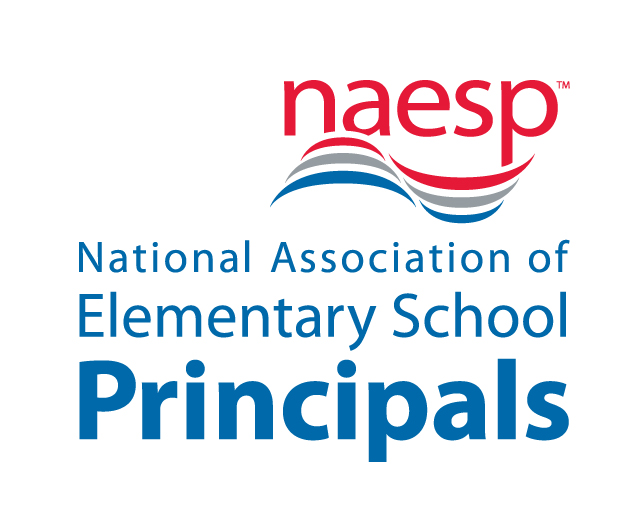 naesp™
National Association of
Elementary School
Principals